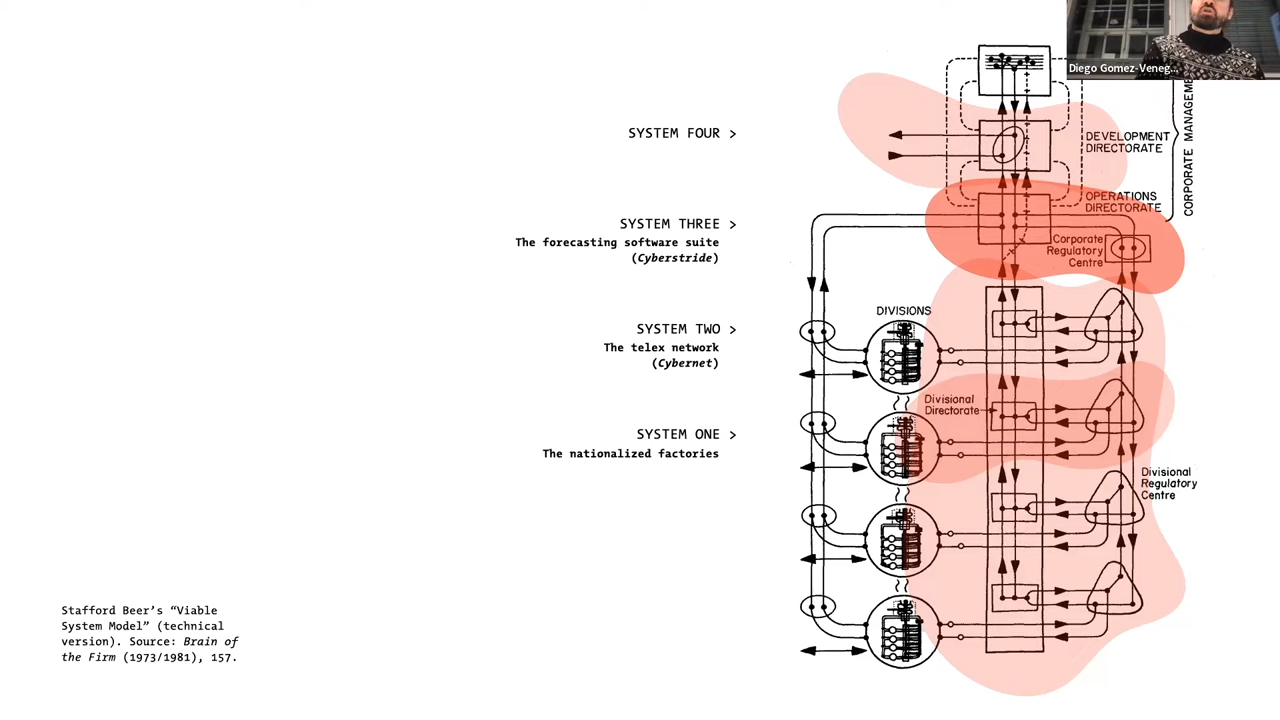 Diego Gomez-Veneg...
SYSTEM FOUR >
DEVELOPMENT
DIRECTORATE
CORPORATE MANAGEME
OPERATIONS
DIRECTORATE
SYSTEM THREE >
The forecasting software suite
(Cyberstride)
Corporate
Regulatory
Centre
DIVISIONS
SYSTEM TWO >
The telex network
(Cybernet)
Divisional
Directorate
SYSTEM ONE >
The nationalized factories
Divisional
Regulatory
Centre
Stafford Beer's “Viable
System Model” (technical
version). Source: Brain of
the Firm (1973/1981), 157.